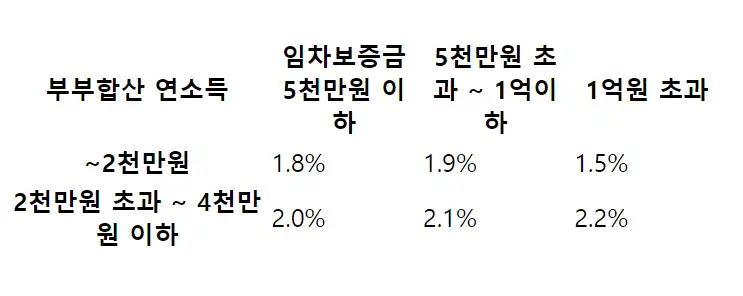 부부합산 연소득 임차보증금 5천만원 이하 5천만원 초과 ~ 1억이하 1억원 초과
~2천만원 1.8% 1.9% 1.5%
2천만원 초과 ~ 4천만원 이하 2.0% 2.1% 2.2%